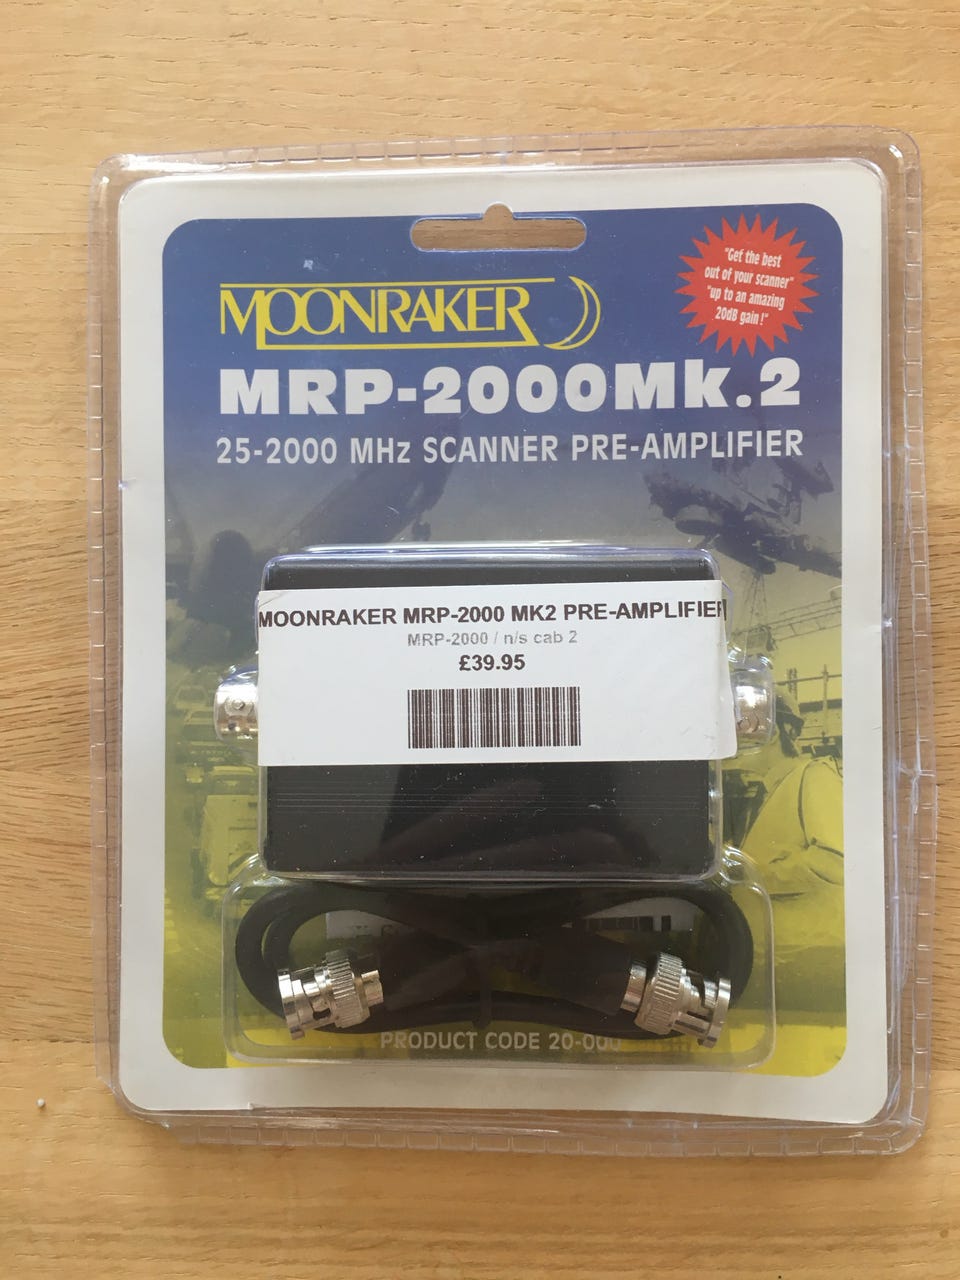 "Get the best
out of your scanner"
"up to an amazing
20dB gain!"
MOONRAKER
MRP-2000Mk.2
25-2000 MHz SCANNER PRE-AMPLIFIER
MOONRAKER MRP-2000 MK2 PRE-AMPLIFIER
MRP-2000 / n/s cab 2
£39.95
PRODUCT CODE 20-000